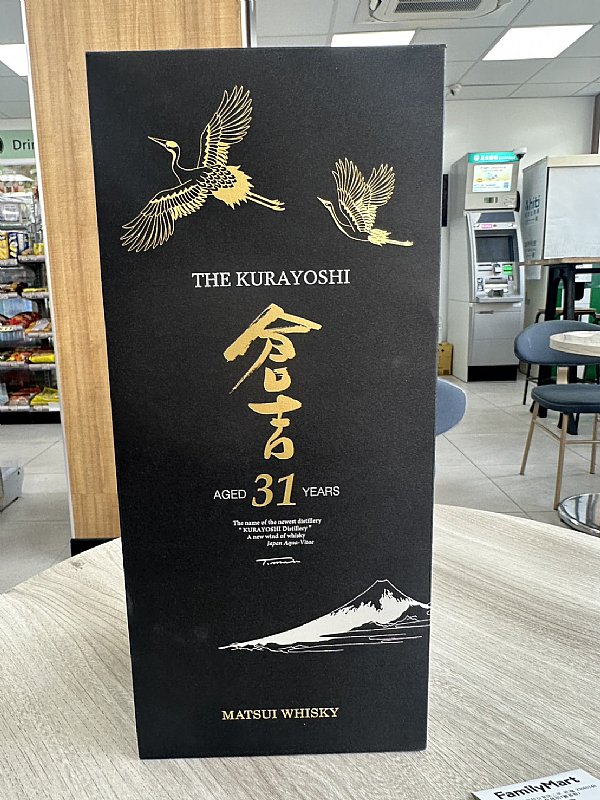 Drin
THE KURAYOSHI
倉吉
AGED 31 YEARS
The name of the newest distillery
" KURAYOSHI Distillery "
A new wind of whisky
Japan Aqua-Vitae
MATSUI WHISKY
FamilyMart